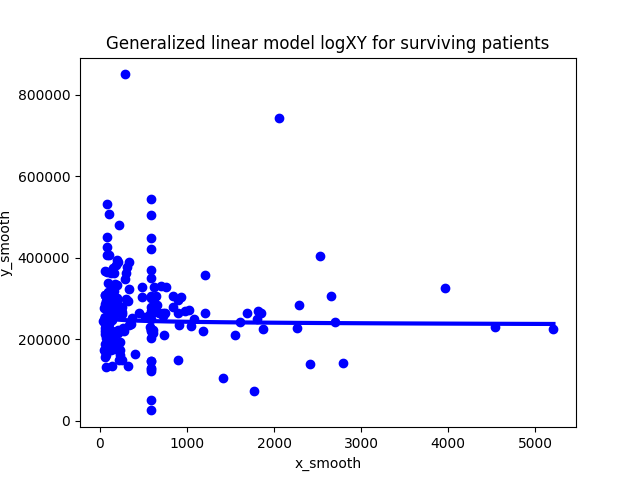 Generalized linear model logXY for surviving patients
800000
600000
400000
200000
0
y_smooth
0 1000 2000 3000 4000 5000
x_smooth